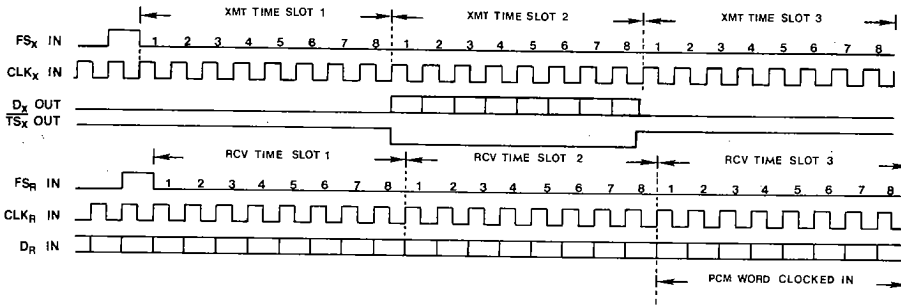 XMT TIME SLOT 1 XMT TIME SLOT 2 XMT TIME SLOT 3
FSX IN 1 2 3 4 5 6 7 8 1 2 3 4 5 6 7 8 1 2 3 4 5 6 7 8
CLKX IN
DX OUT
TSX OUT
RCV TIME SLOT 1 RCV TIME SLOT 2 RCV TIME SLOT 3
FSR IN 1 2 3 4 5 6 7 8 1 2 3 4 5 6 7 8 1 2 3 4 5 6 7 8
CLKR IN
DR IN
PCM WORD CLOCKED IN